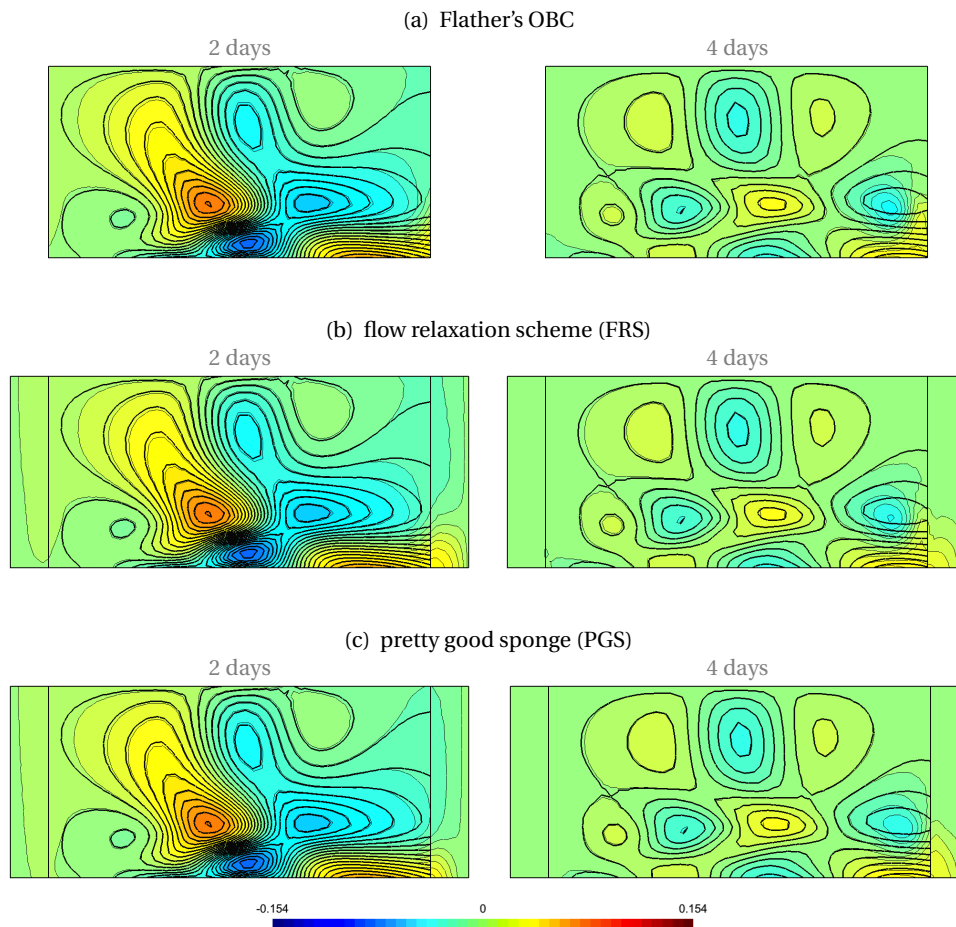 (a) Flather's OBC
2 days
4 days
(b) flow relaxation scheme (FRS)
2 days
4 days
(c) pretty good sponge (PGS)
2 days
4 days
-0.154
0
0.154